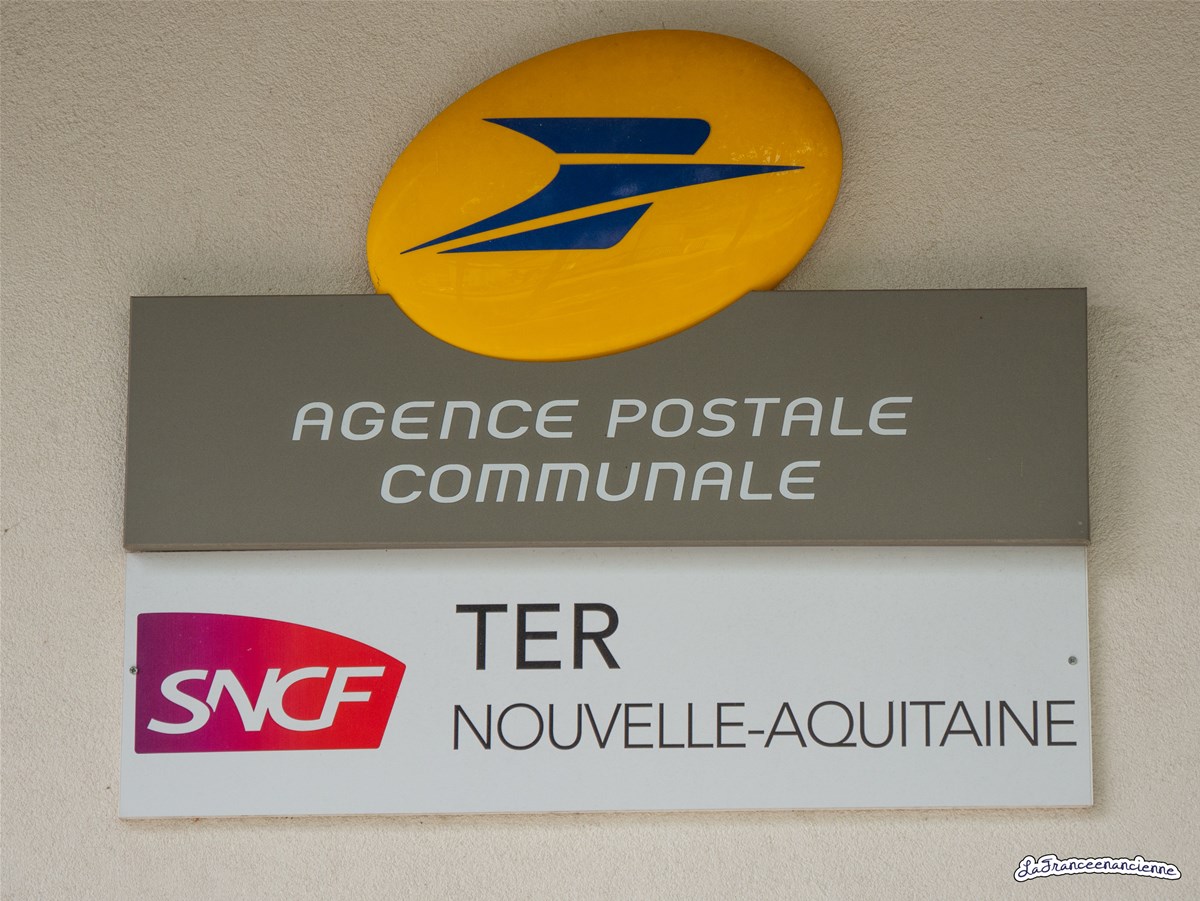 AGENCE POSTALE
COMMUNALE
SNCF
TER
NOUVELLE-AQUITAINE
LaFranceenancienne